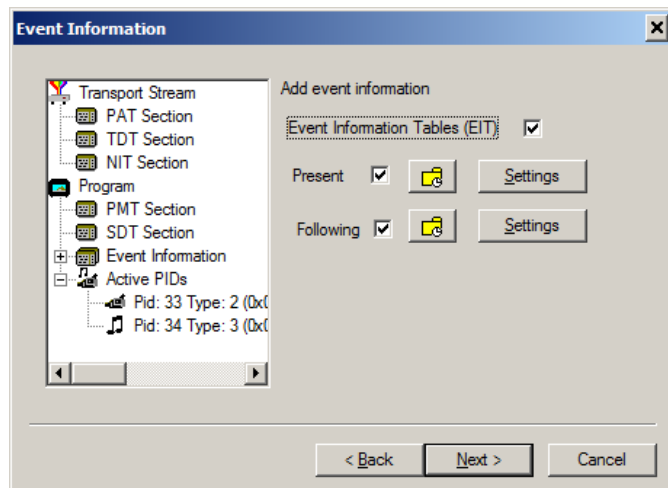 Event Information
Transport Stream
PAT Section
TDT Section
NIT Section
Program
PMT Section
SDT Section
Event Information
Active PIDs
Pid: 33 Type: 2 (0x0
Pid: 34 Type: 3 (0x0
Add event information
Event Information Tables (EIT)
Present Settings
Following Settings
< Back Next > Cancel